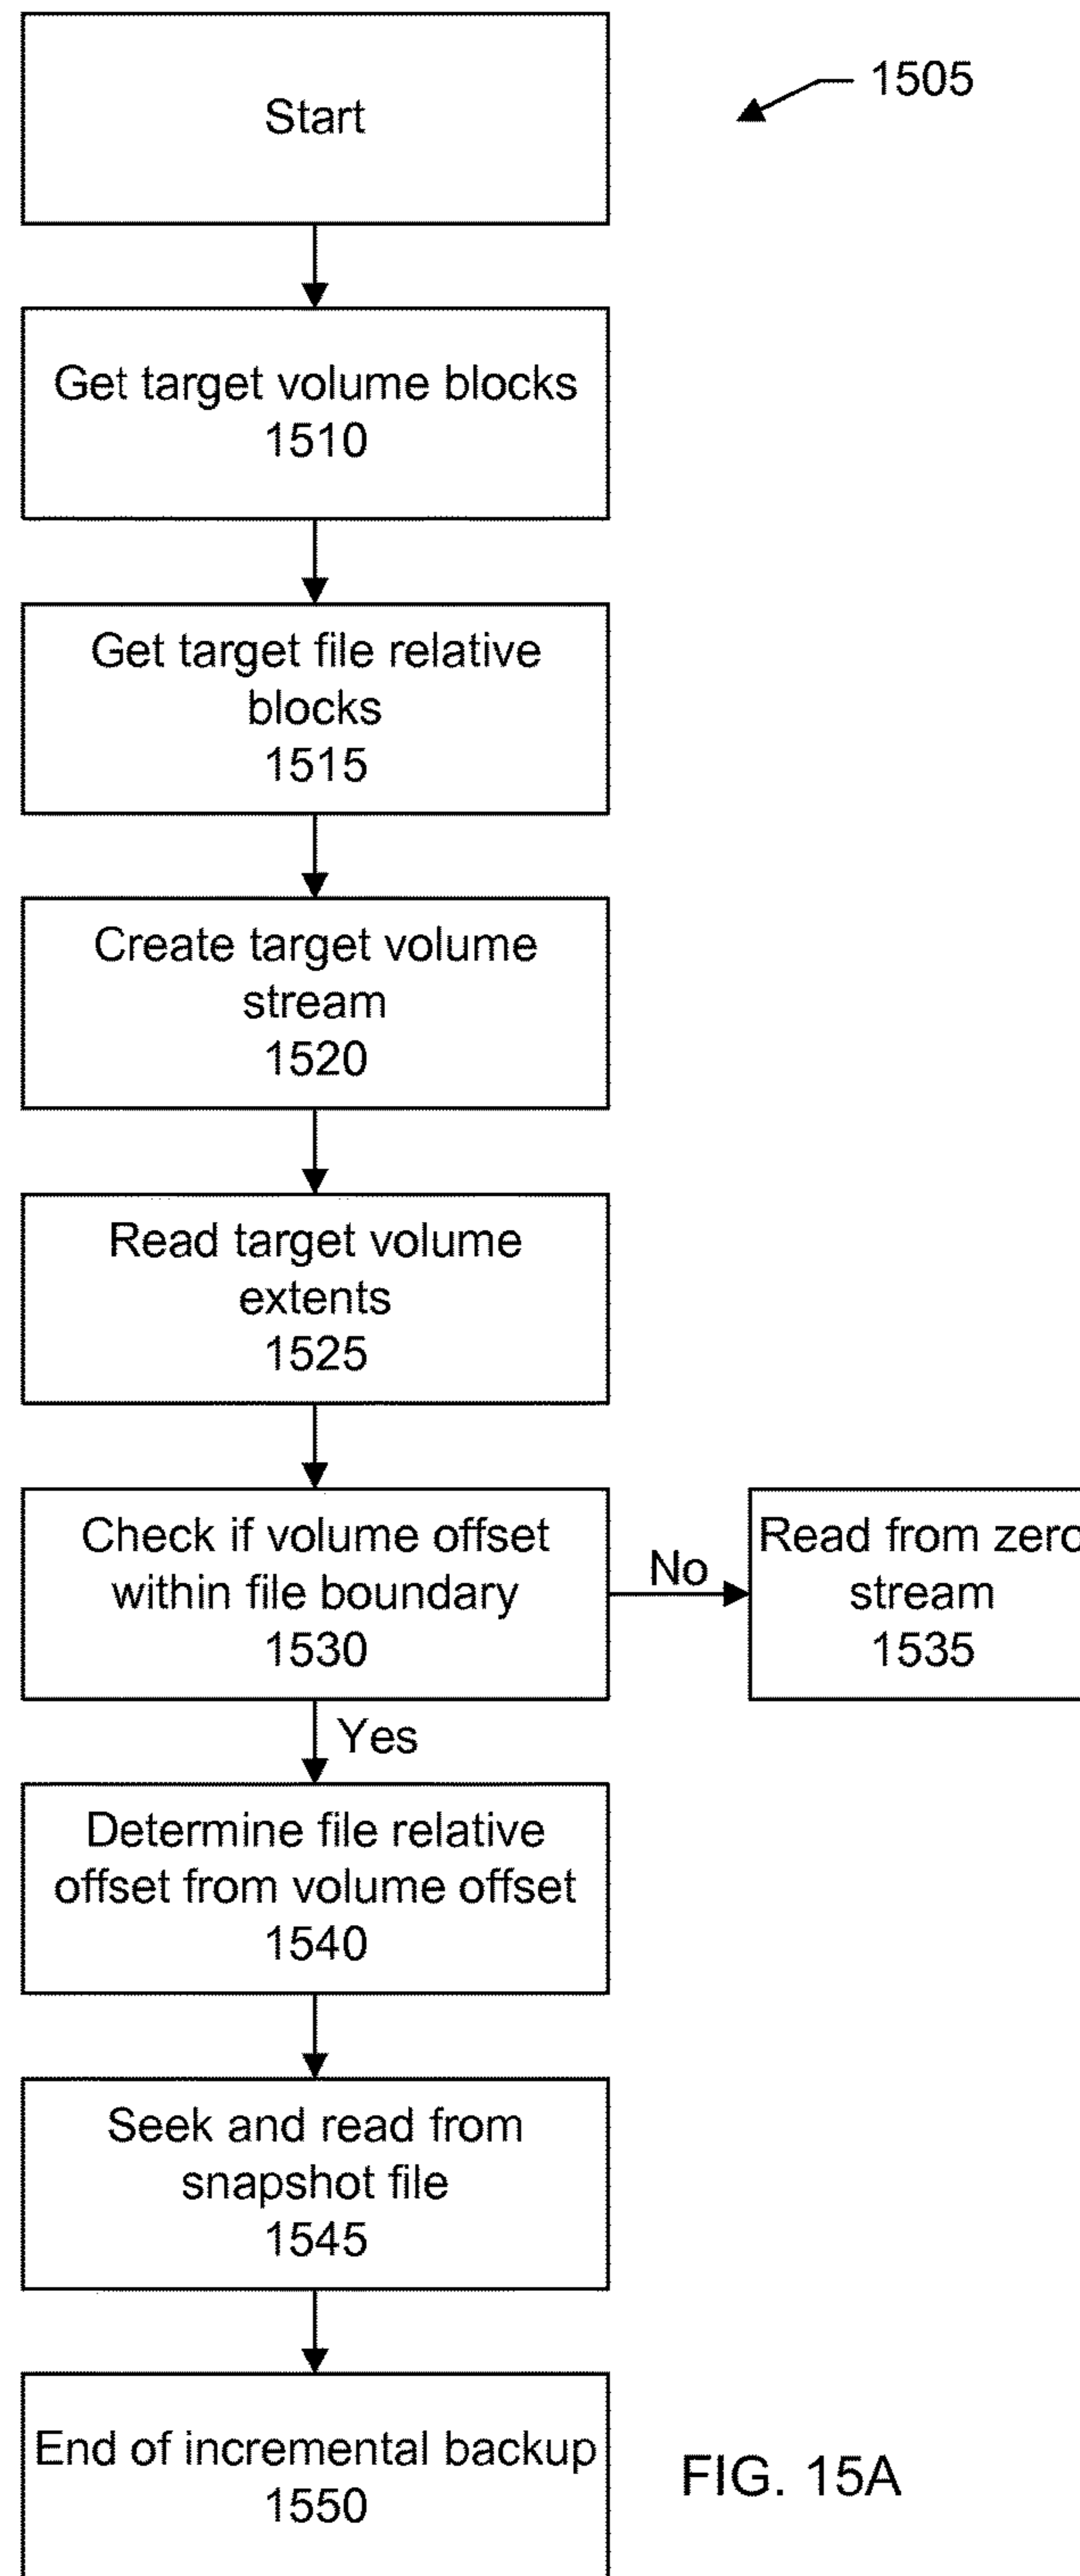 Start
1505
Get target volume blocks
1510
Get target file relative
blocks
1515
Create target volume
stream
1520
Read target volume
extents
1525
Check if volume offset
within file boundary
1530
No
Read from zero
stream
1535
Yes
Determine file relative
offset from volume offset
1540
Seek and read from
snapshot file
1545
End of incremental backup
1550
FIG. 15A